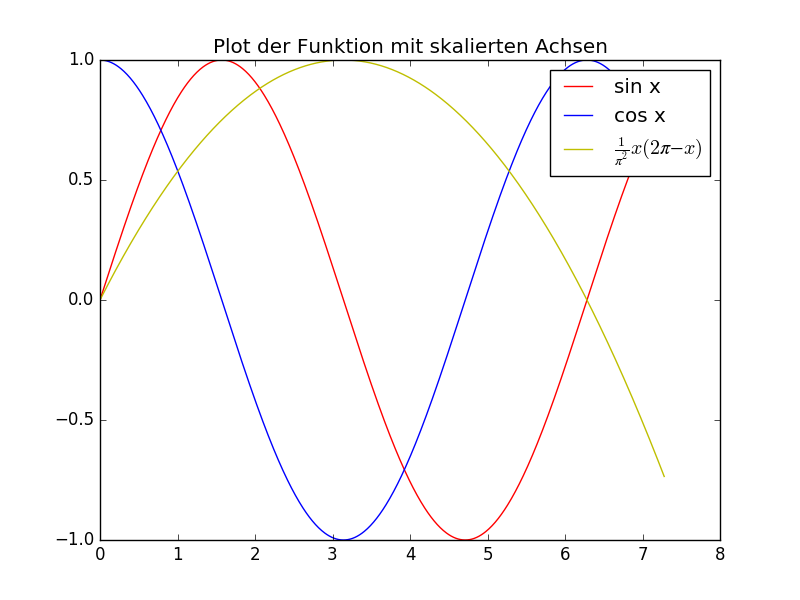 Plot der Funktion mit skalierten Achsen
1.0
0.5
0.0
−0.5
−1.0
0 1 2 3 4 5 6 7 8
sin x
cos x
$\frac{1}{\pi^2}x(2\pi-x)$